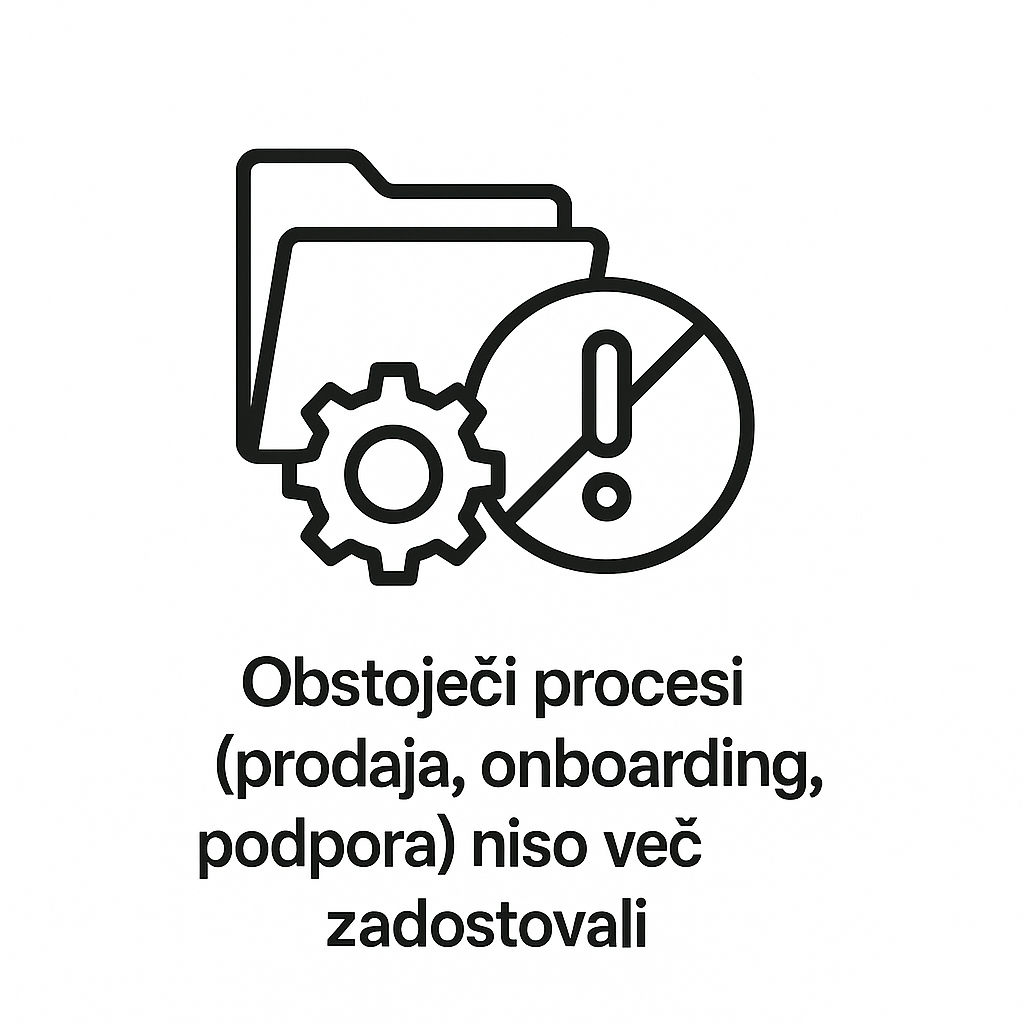 Obstoječi procesi
(prodaja, onboarding,
podpora) niso več
zadostovali